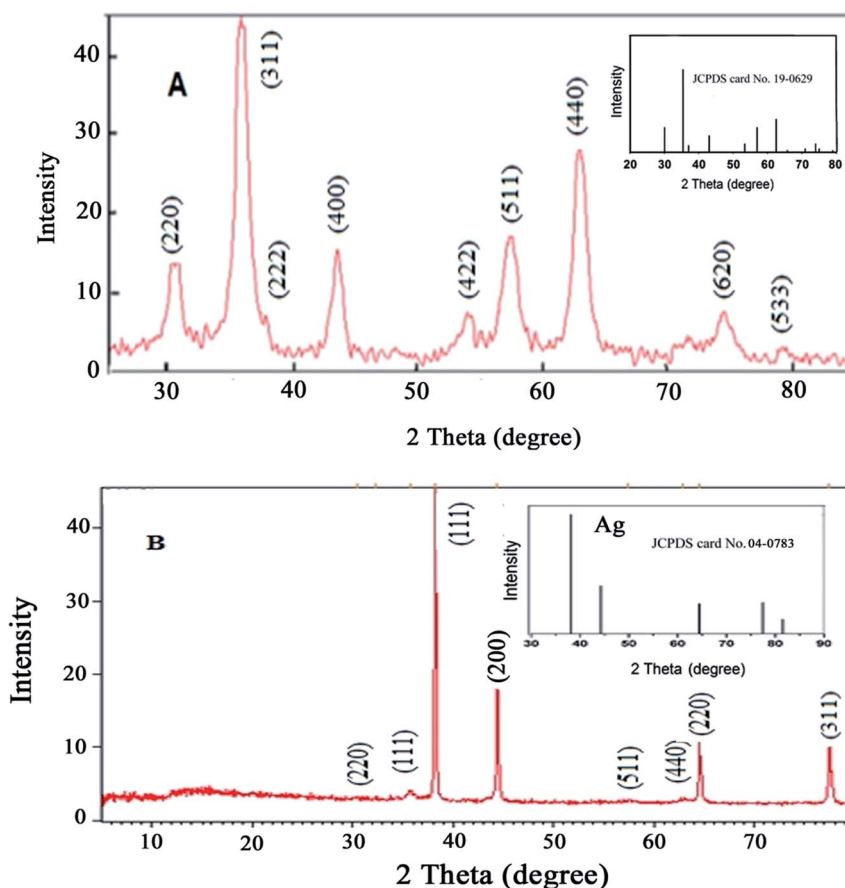 A
Intensity
40
30
20
10
0
(220)
(311)
(222)
(400)
(422)
(511)
(440)
(620)
(533)
30 40 50 60 70 80
2 Theta (degree)
JCPDS card No. 19-0629
Intensity
20 30 40 50 60 70 80
2 Theta (degree)
B
Intensity
40
30
20
10
0
(220)
(111)
(111)
(200)
(511)
(440)
(220)
(311)
10 20 30 40 50 60 70
2 Theta (degree)
Ag
JCPDS card No. 04-0783
Intensity
30 40 50 60 70 80 90
2 Theta (degree)